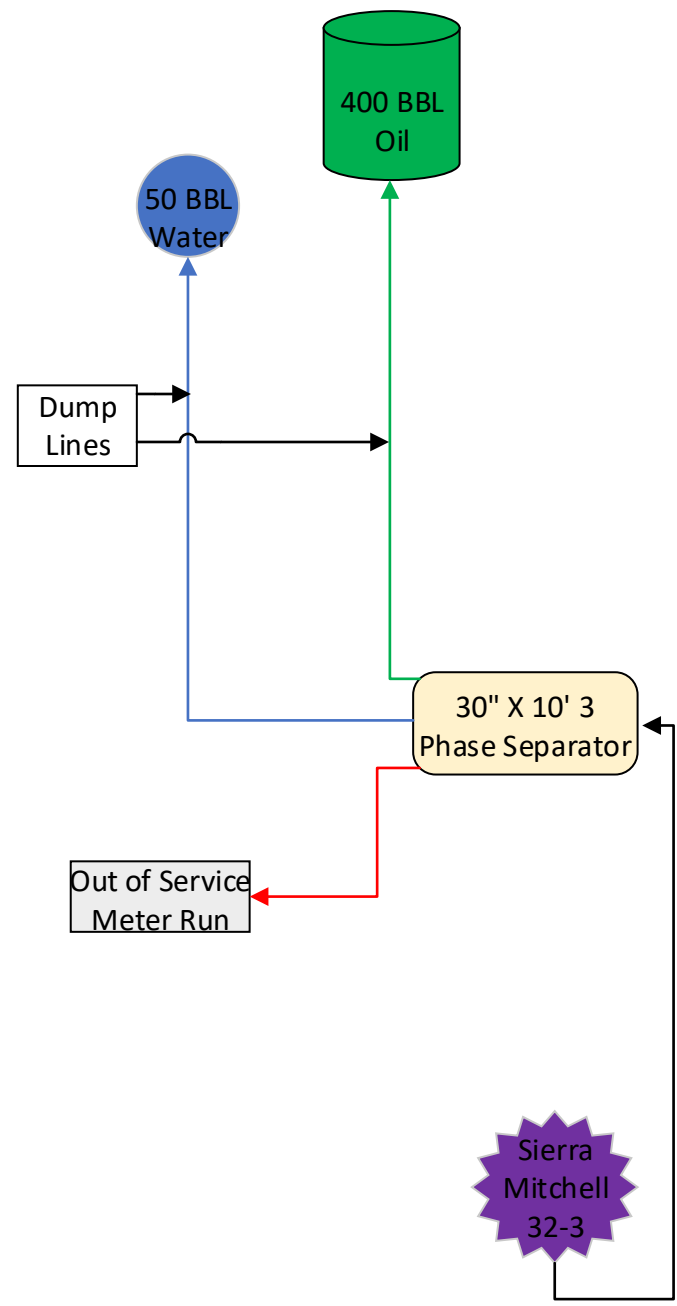 400 BBL
Oil
50 BBL
Water
Dump
Lines
30" X 10' 3
Phase Separator
Out of Service
Meter Run
Sierra
Mitchell
32-3